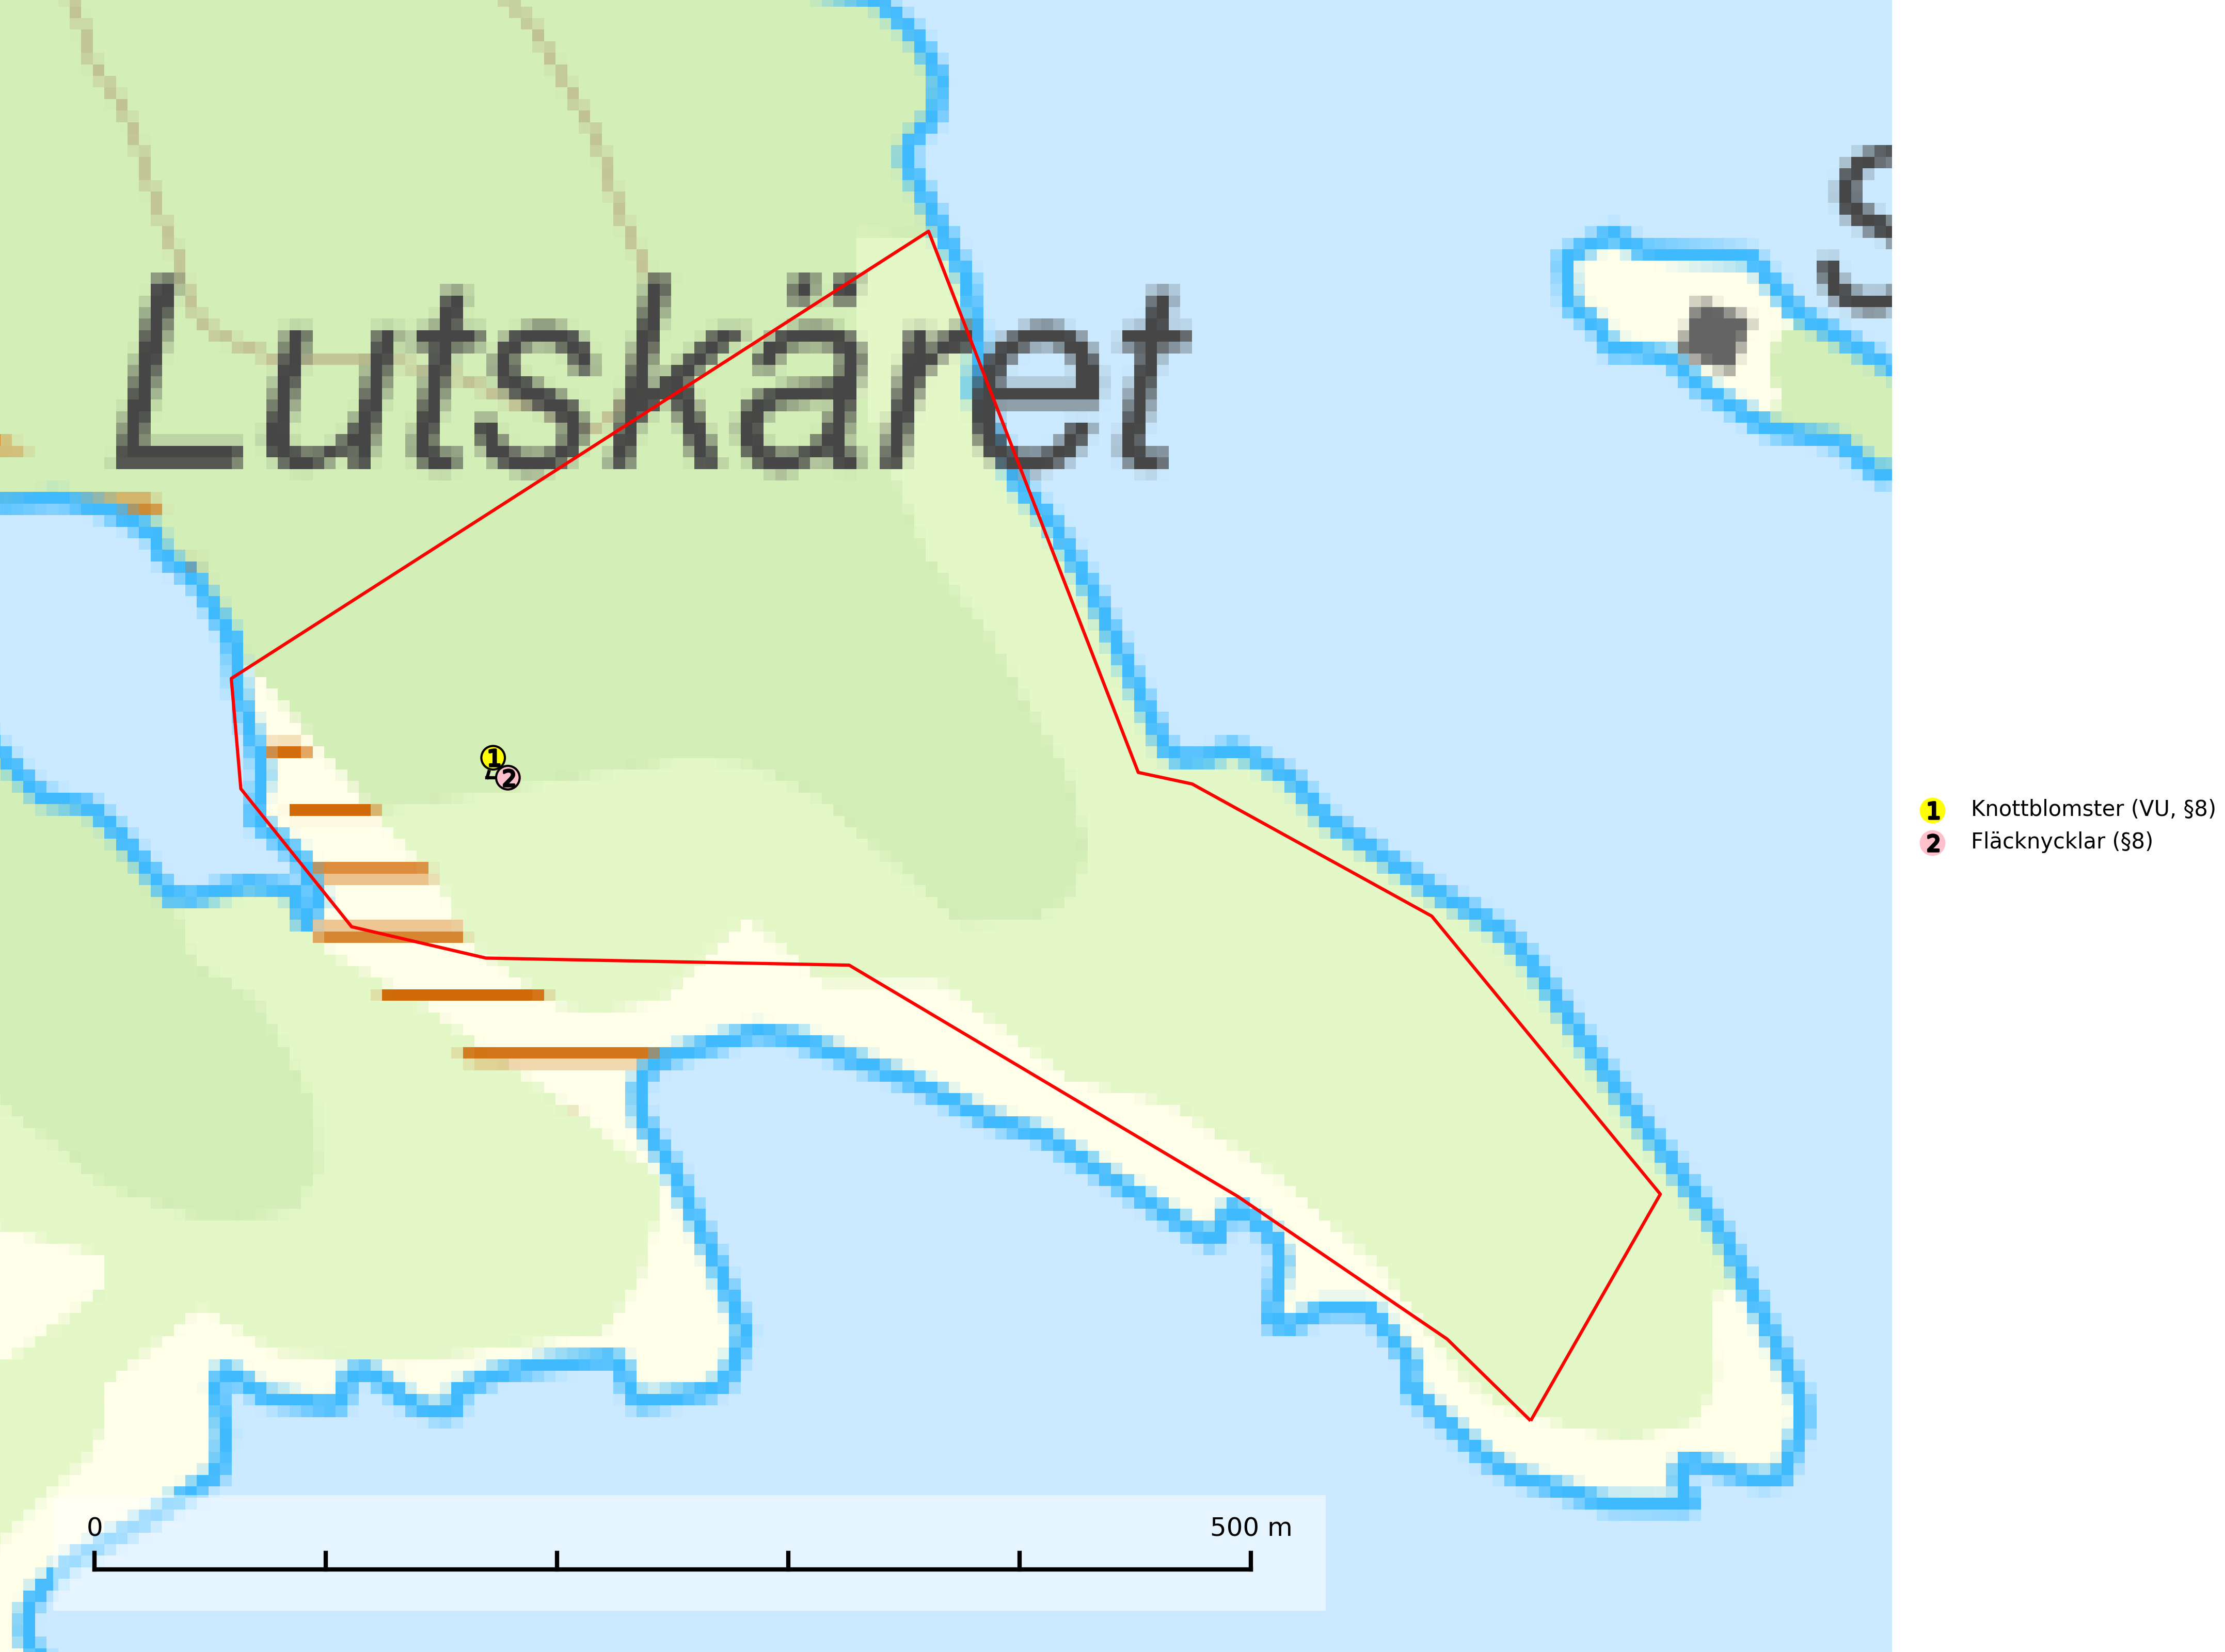 Lutskäret
1
2
1 Knottblomster (VU, §8)
2 Fläcknycklar (§8)
0 500 m